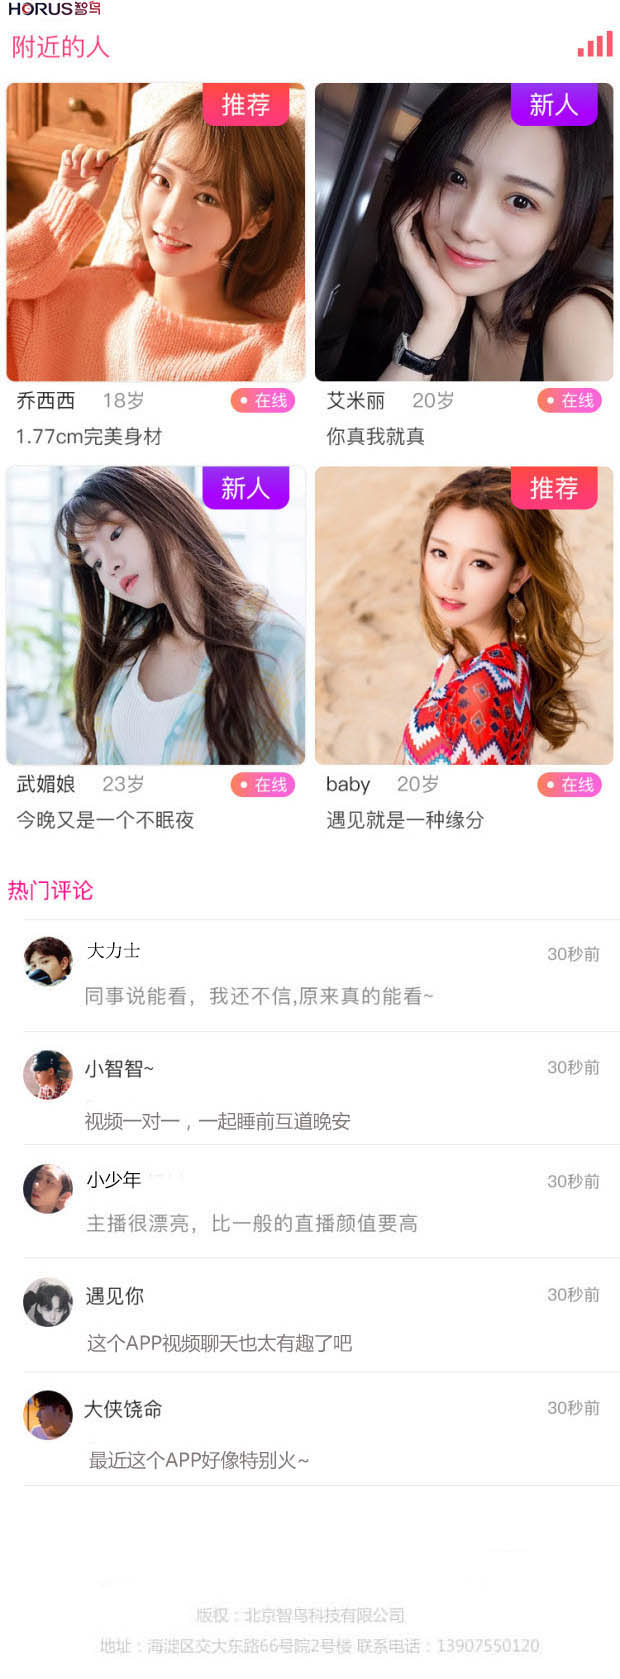 HORUS智鸟
附近的人
推荐
新人
乔西西 18岁 在线
艾米丽 20岁 在线
1.77cm完美身材
你真我就真
新人
推荐
武媚娘 23岁 在线
baby 20岁 在线
今晚又是一个不眠夜
遇见就是一种缘分
热门评论
大力士 30秒前
同事说能看，我还不信,原来真的能看~
小智智~ 30秒前
视频一对一，一起睡前互道晚安
小少年 30秒前
主播很漂亮，比一般的直播颜值要高
遇见你 30秒前
这个APP视频聊天也太有趣了吧
大侠饶命 30秒前
最近这个APP好像特别火~
版权：北京智鸟科技有限公司
地址：海淀区交大东路66号院2号楼 联系电话：13907550120